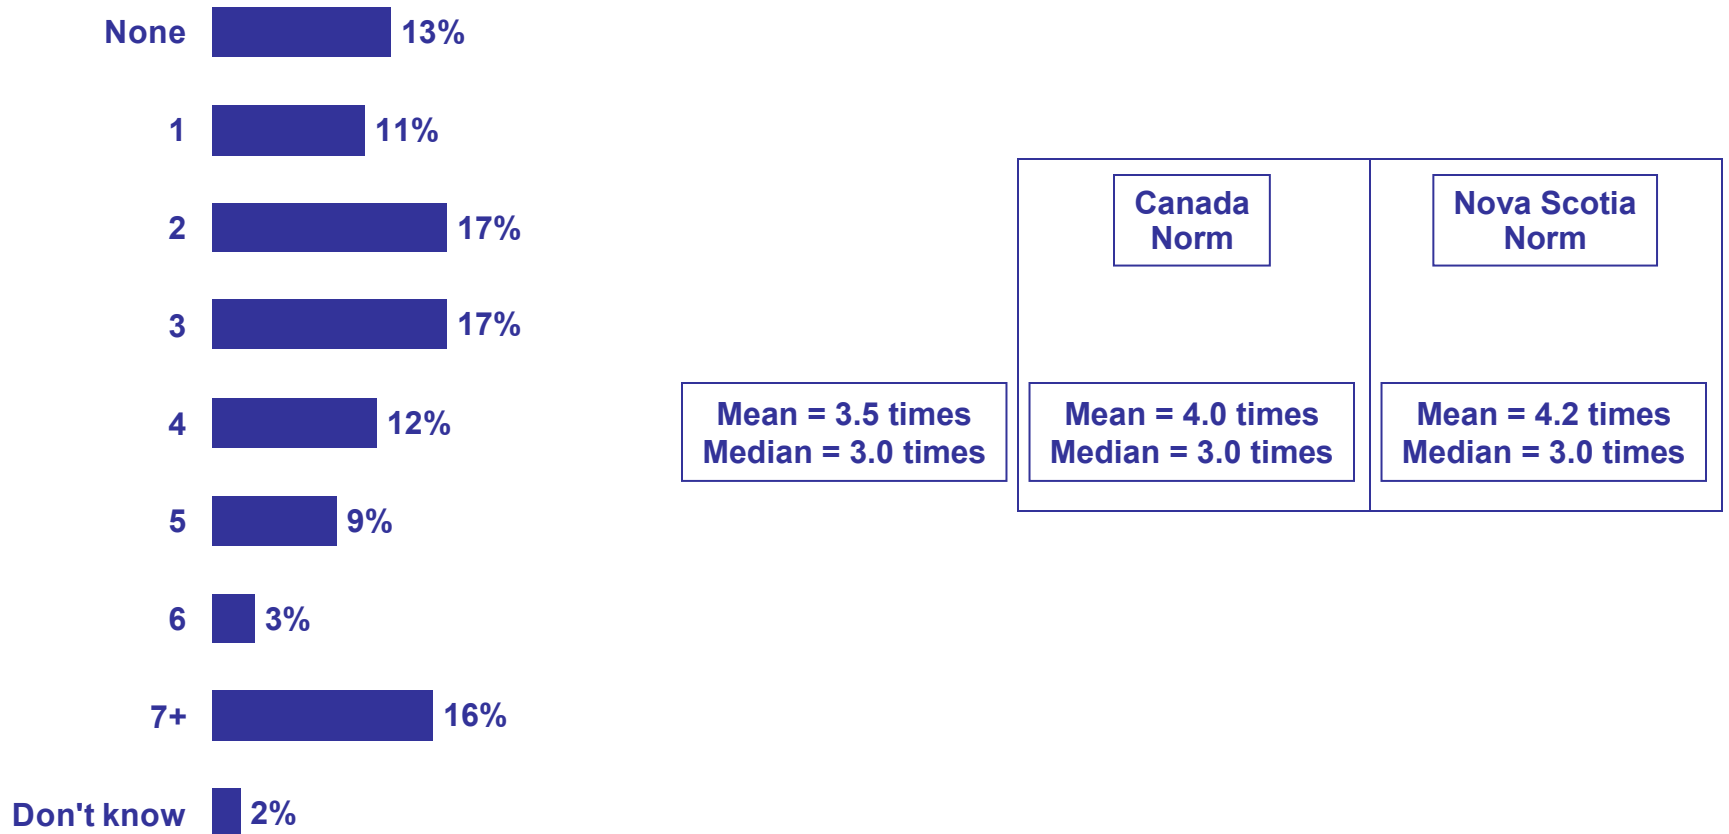 None 13%
1 11%
2 17%
3 17%
4 12%
5 9%
6 3%
7+ 16%
Don't know 2%
Canada
Norm
Nova Scotia
Norm
Mean = 3.5 times
Median = 3.0 times
Mean = 4.0 times
Median = 3.0 times
Mean = 4.2 times
Median = 3.0 times